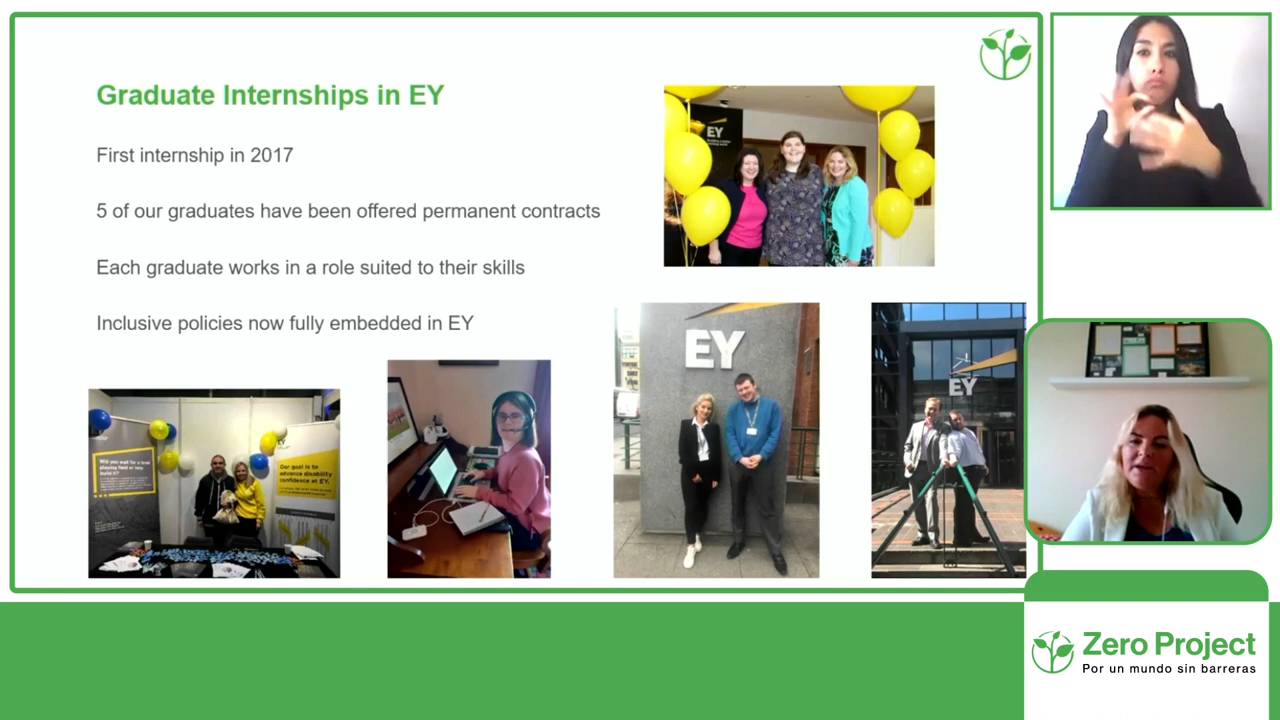 Graduate Internships in EY
First internship in 2017
5 of our graduates have been offered permanent contracts
Each graduate works in a role suited to their skills
Inclusive policies now fully embedded in EY
EY
EY
EY
Will you wait for a level
playing field or help
build it?
Our goal is to
advance disability
confidence at EY.
Zero Project
Por un mundo sin barreras